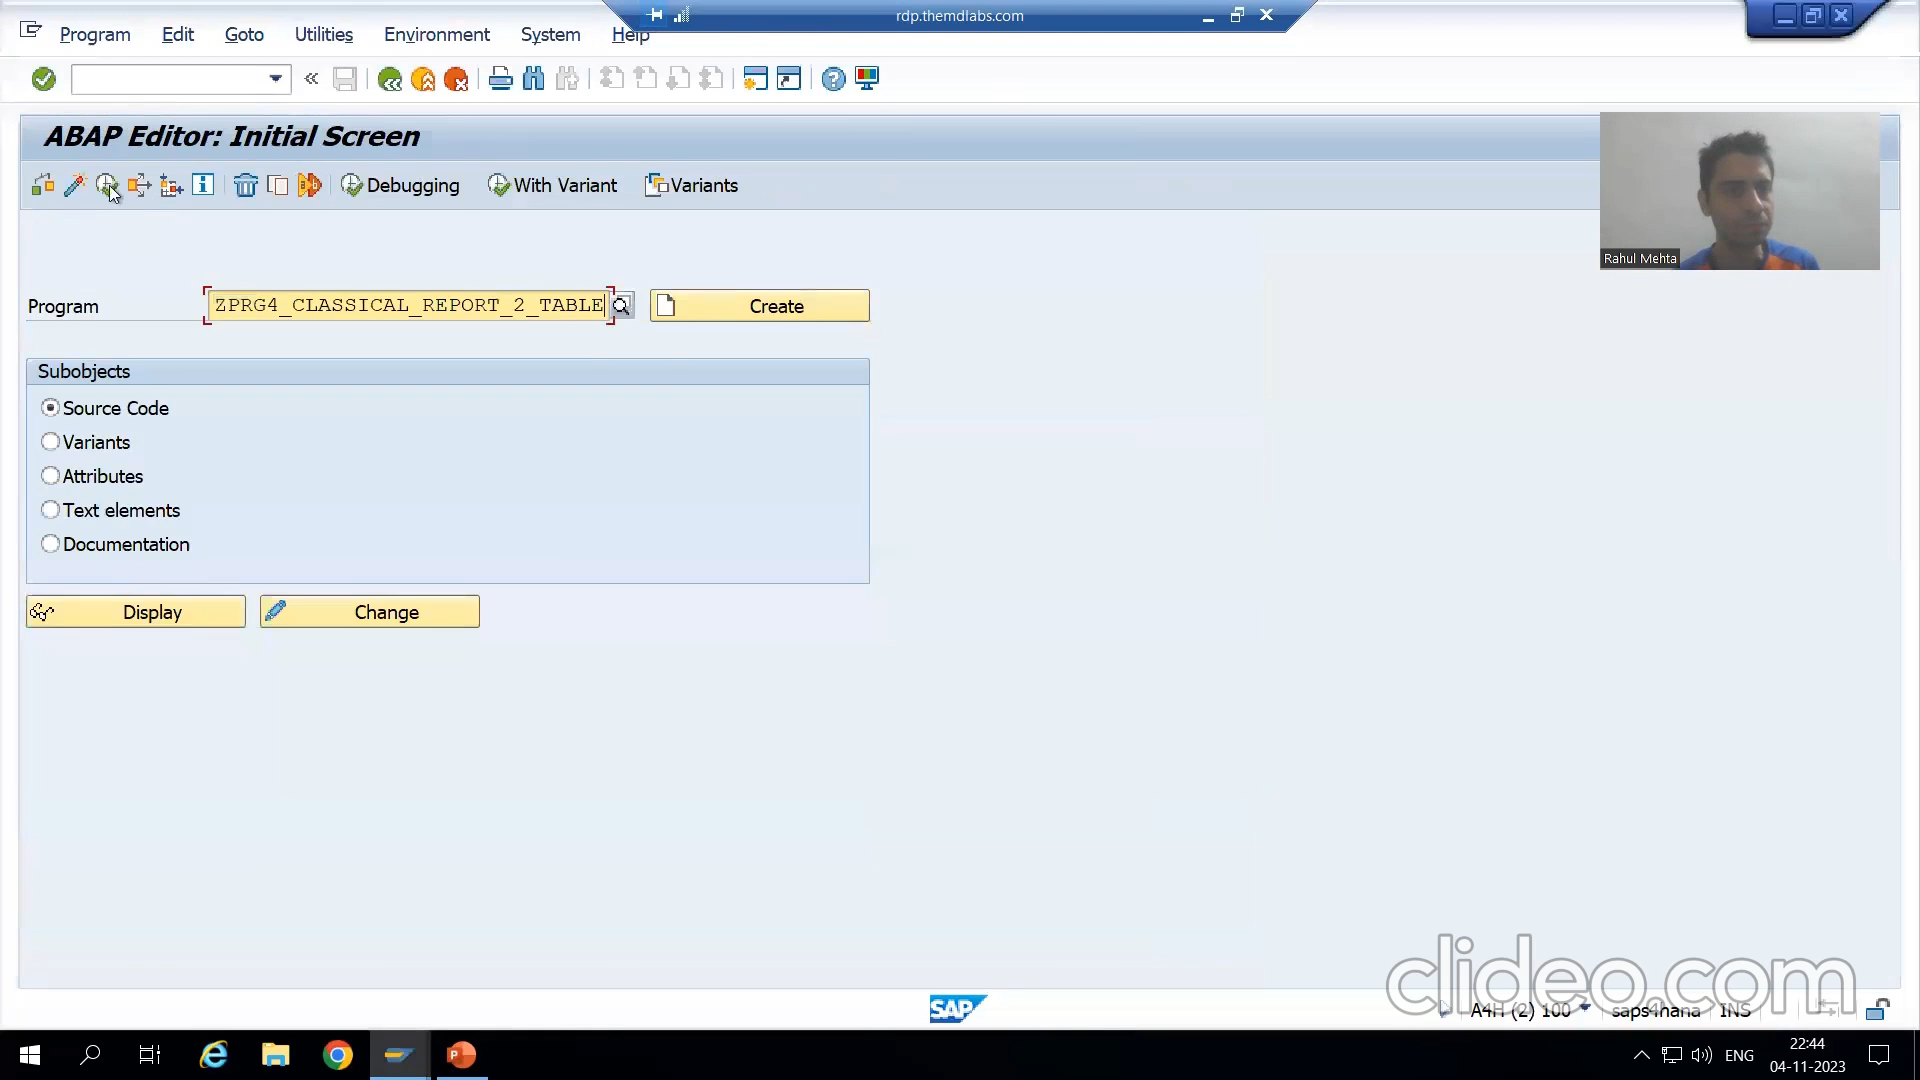 rdp.themdlabs.com
Program Edit Goto Utilities Environment System Help
ABAP Editor: Initial Screen
Debugging With Variant Variants
Rahul Mehta
Program ZPRG4_CLASSICAL_REPORT_2_TABLE Create
Subobjects
Source Code
Variants
Attributes
Text elements
Documentation
Display Change
clideo.com
SAP A4H (2) 100 saps4hana INS
ENG 22:44
04-11-2023